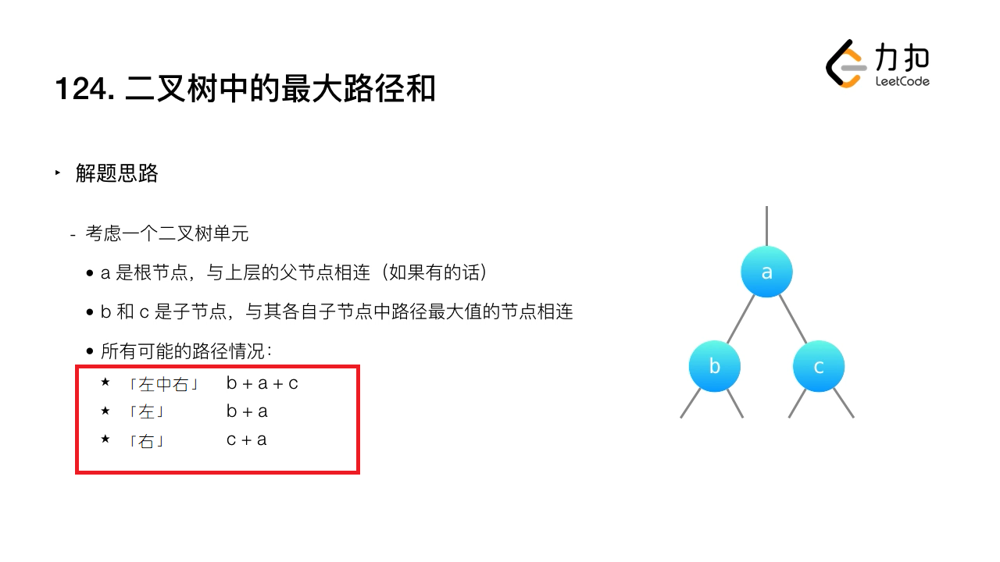 力扣
LeetCode
124. 二叉树中的最大路径和
‣ 解题思路
- 考虑一个二叉树单元
• a 是根节点，与上层的父节点相连（如果有的话）
• b 和 c 是子节点，与其各自子节点中路径最大值的节点相连
• 所有可能的路径情况：
★ 「左中右」 b + a + c
★ 「左」 b + a
★ 「右」 c + a
a
b
c